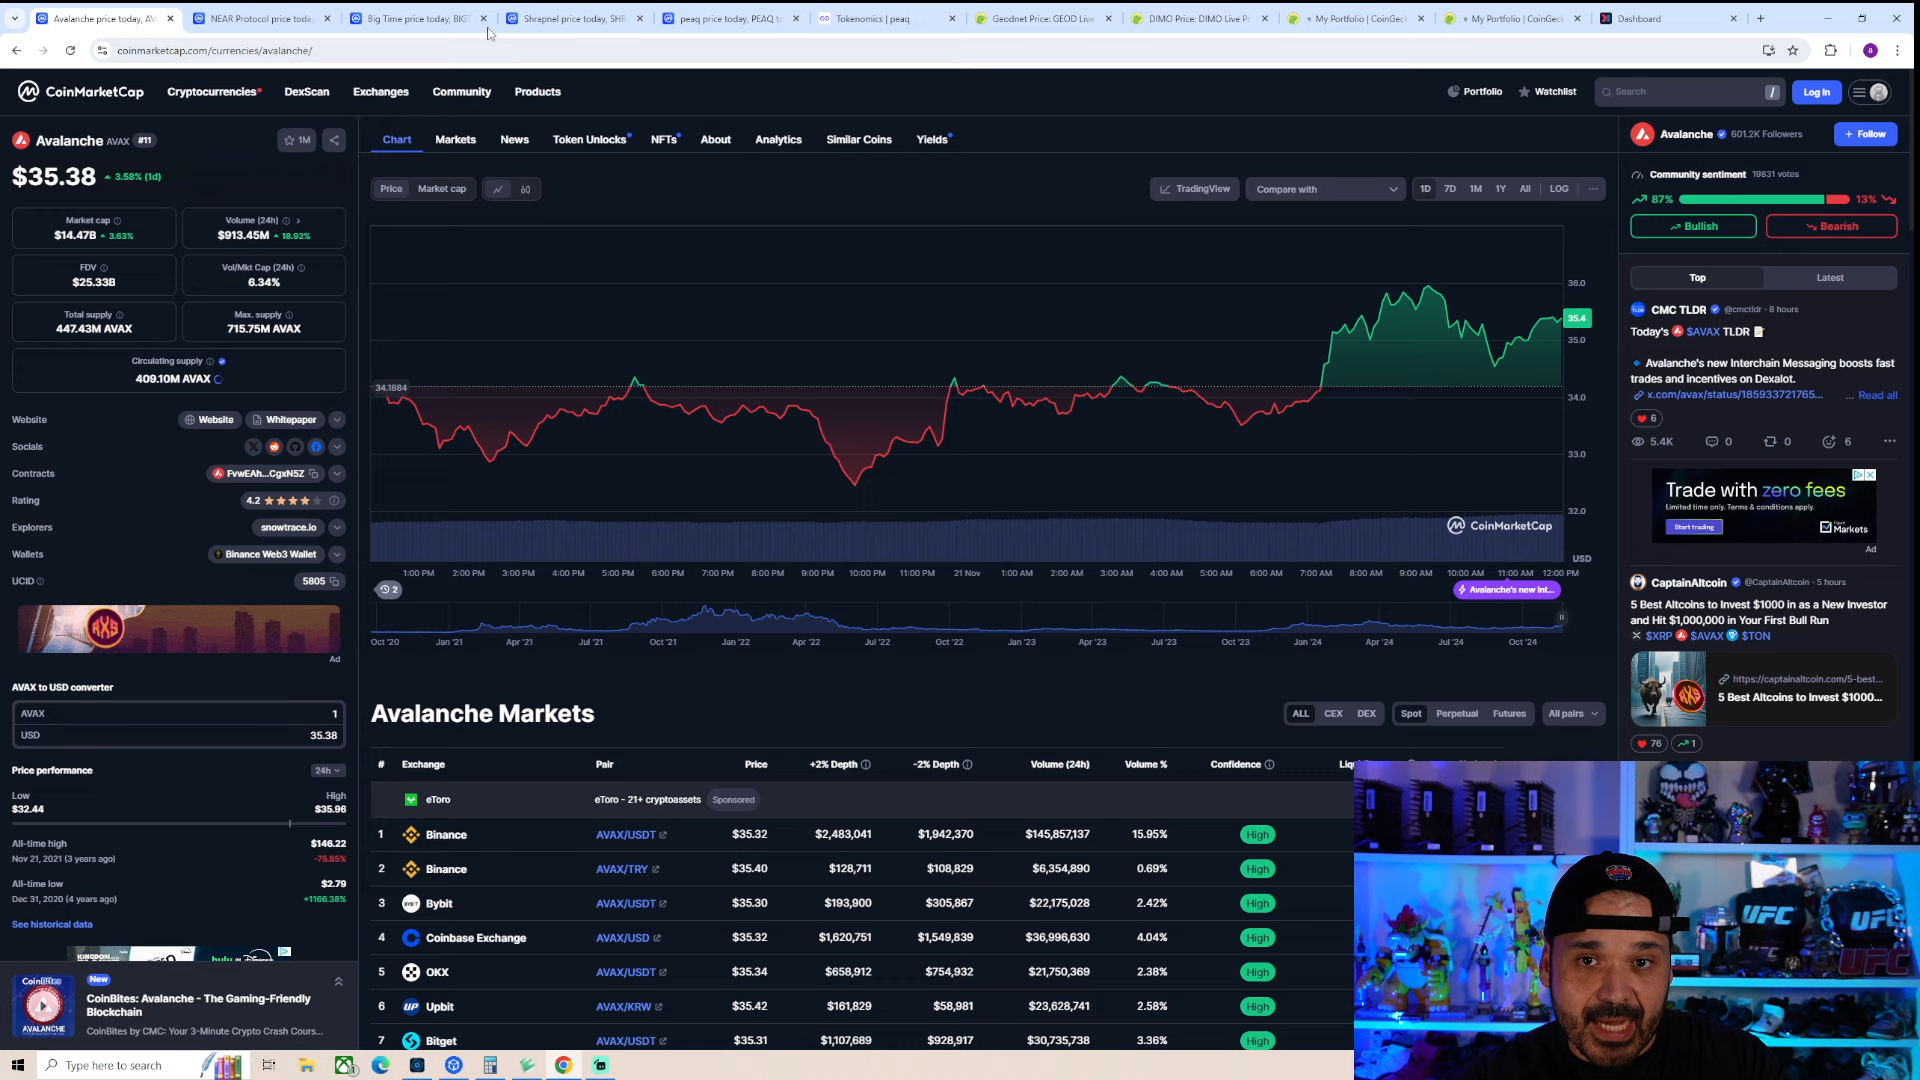 Avalanche price today, AV
NEAR Protocol price today
Big Time price today, BIG
Shrapnel price today, SHR
peaq price today, PEAQ to
Tokenomics | peaq
Geodnet Price: GEOD Live
DIMO Price: DIMO Live Pr
My Portfolio | CoinGeck
My Portfolio | CoinGeck
Dashboard
coinmarketcap.com/currencies/avalanche/
a
CoinMarketCap
Cryptocurrencies
DexScan
Exchanges
Community
Products
Portfolio
Watchlist
Search
/
Log In
Avalanche AVAX #11
1M
$35.38 3.58% (1d)
Market cap
$14.47B 3.63%
Volume (24h)
$913.45M 18.92%
FDV
$25.33B
Vol/Mkt Cap (24h)
6.34%
Total supply
447.43M AVAX
Max. supply
715.75M AVAX
Circulating supply
409.10M AVAX
Website Website Whitepaper
Socials
Contracts FvwEAh...CgxN5Z
Rating 4.2
Explorers snowtrace.io
Wallets Binance Web3 Wallet
UCID 5805
AXS
Ad
AVAX to USD converter
AVAX 1
USD 35.38
Price performance 24h
Low High
$32.44 $35.96
All-time high $146.22
Nov 21, 2021 (3 years ago) -75.85%
All-time low $2.79
Dec 31, 2020 (4 years ago) +1166.38%
See historical data
KINGDOM
hulu
CoinBites
AVALANCHE
New
CoinBites: Avalanche - The Gaming-Friendly
Blockchain
CoinBites by CMC: Your 3-Minute Crypto Crash Cours...
Chart Markets News Token Unlocks NFTs About Analytics Similar Coins Yields
Price Market cap
TradingView
Compare with
1D 7D 1M 1Y All LOG ...
34.1884
36.0
35.4
35.0
34.0
33.0
32.0
CoinMarketCap
USD
1:00 PM 2:00 PM 3:00 PM 4:00 PM 5:00 PM 6:00 PM 7:00 PM 8:00 PM 9:00 PM 10:00 PM 11:00 PM 21 Nov 1:00 AM 2:00 AM 3:00 AM 4:00 AM 5:00 AM 6:00 AM 7:00 AM 8:00 AM 9:00 AM 10:00 AM 11:00 AM 12:00 PM
2
Avalanche's new Int...
Oct '20 Jan '21 Apr '21 Jul '21 Oct '21 Jan '22 Apr '22 Jul '22 Oct '22 Jan '23 Apr '23 Jul '23 Oct '23 Jan '24 Apr '24 Jul '24 Oct '24
Avalanche Markets
ALL CEX DEX
Spot Perpetual Futures
All pairs
# Exchange Pair Price +2% Depth -2% Depth Volume (24h) Volume % Confidence
eToro eToro - 21+ cryptoassets Sponsored
1 Binance AVAX/USDT $35.32 $2,483,041 $1,942,370 $145,857,137 15.95% High
2 Binance AVAX/TRY $35.40 $128,711 $108,829 $6,354,890 0.69% High
3 Bybit AVAX/USDT $35.30 $193,900 $305,867 $22,175,028 2.42% High
4 Coinbase Exchange AVAX/USD $35.32 $1,620,751 $1,549,839 $36,996,630 4.04% High
5 OKX AVAX/USDT $35.34 $658,912 $754,932 $21,750,369 2.38% High
6 Upbit AVAX/KRW $35.42 $161,829 $58,981 $23,628,741 2.58% High
7 Bitget AVAX/USDT $35.31 $1,107,689 $928,917 $30,735,738 3.36% High
Avalanche 601.2K Followers
+ Follow
Community sentiment 19831 votes
87% 13%
Bullish
Bearish
Top Latest
CMC TLDR @cmctldr · 8 hours
Today's $AVAX TLDR
Avalanche's new Interchain Messaging boosts fast
trades and incentives on Dexalot.
x.com/avax/status/185933721765... ... Read all
6
5.4K 0 0 6
Trade with zero fees
Limited time only. Terms & conditions apply.
Start trading
Markets
Ad
CaptainAltcoin @CaptainAltcoin · 5 hours
5 Best Altcoins to Invest $1000 in as a New Investor
and Hit $1,000,000 in Your First Bull Run
$XRP $AVAX $TON
https://captainaltcoin.com/5-best...
5 Best Altcoins to Invest $1000...
76 1
UFC
UFC
UFC
UFC
Type here to search